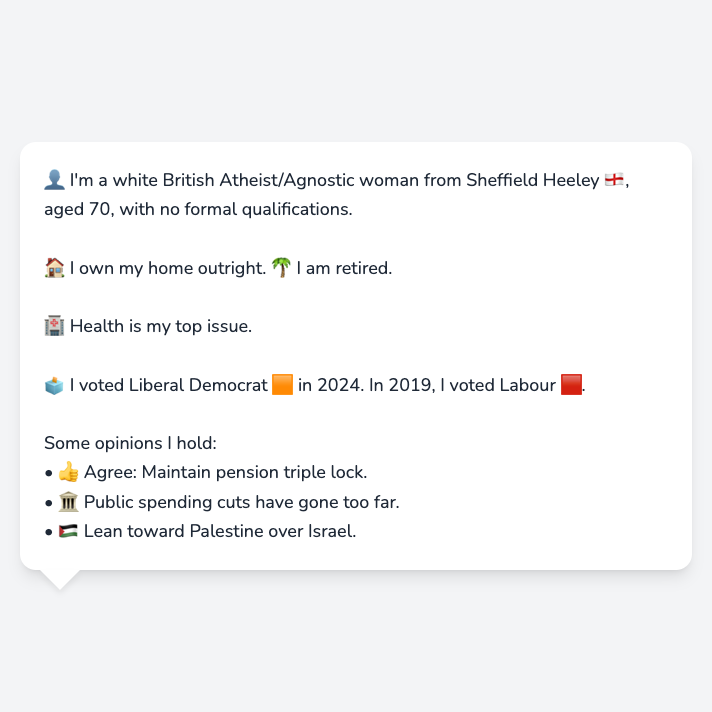 👤 I'm a white British Atheist/Agnostic woman from Sheffield Heeley 🏴󠁧󠁢󠁥󠁮󠁧󠁿,
aged 70, with no formal qualifications.
🏠 I own my home outright. 🌴 I am retired.
🏥 Health is my top issue.
🗳️ I voted Liberal Democrat 🟧 in 2024. In 2019, I voted Labour 🟥.
Some opinions I hold:
• 👍 Agree: Maintain pension triple lock.
• 🏛️ Public spending cuts have gone too far.
• 🇵🇸 Lean toward Palestine over Israel.